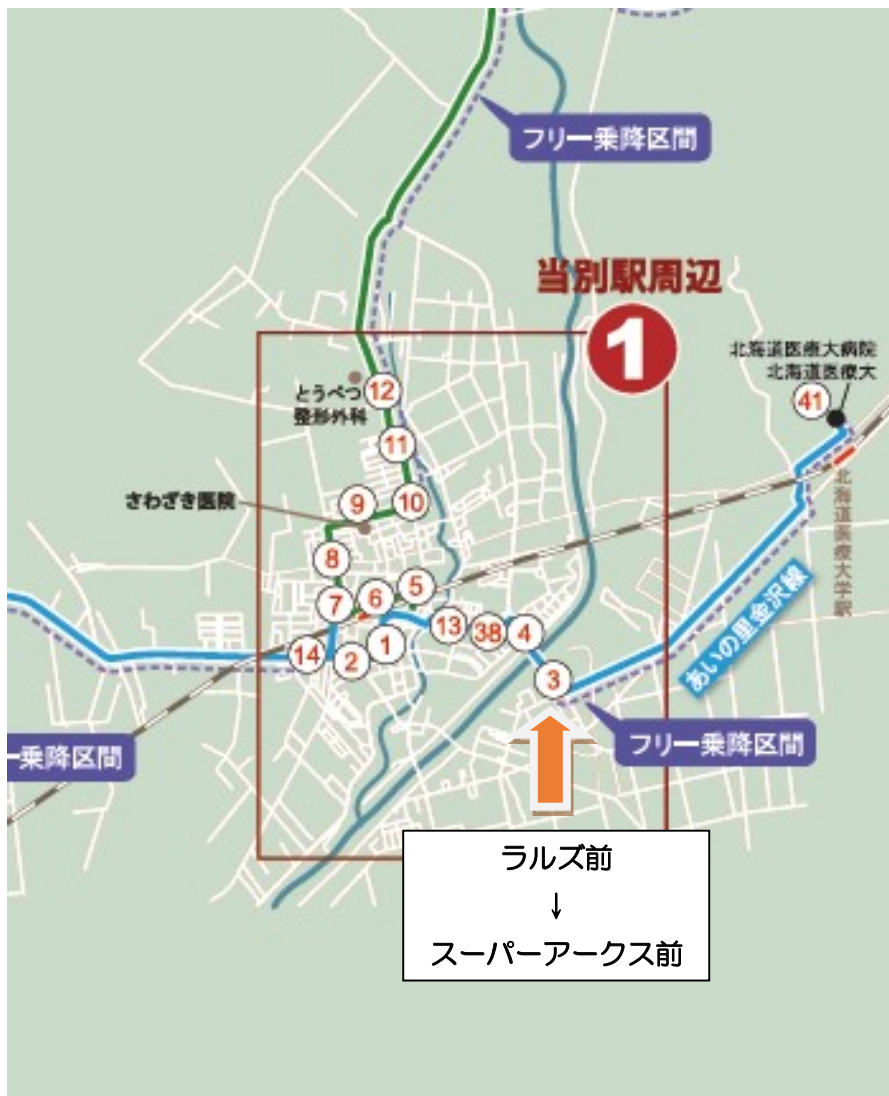 フリー乗降区間
当別駅周辺
1
北海道医療大病院
北海道医療大
41
とうべつ
整形外科
12
11
さわざき医院
9
10
8
5
6
7
13
38
4
1
14
2
3
北海道医療大学駅
あいの里金沢線
フリー乗降区間
ー乗降区間
ラルズ前
↓
スーパーアークス前